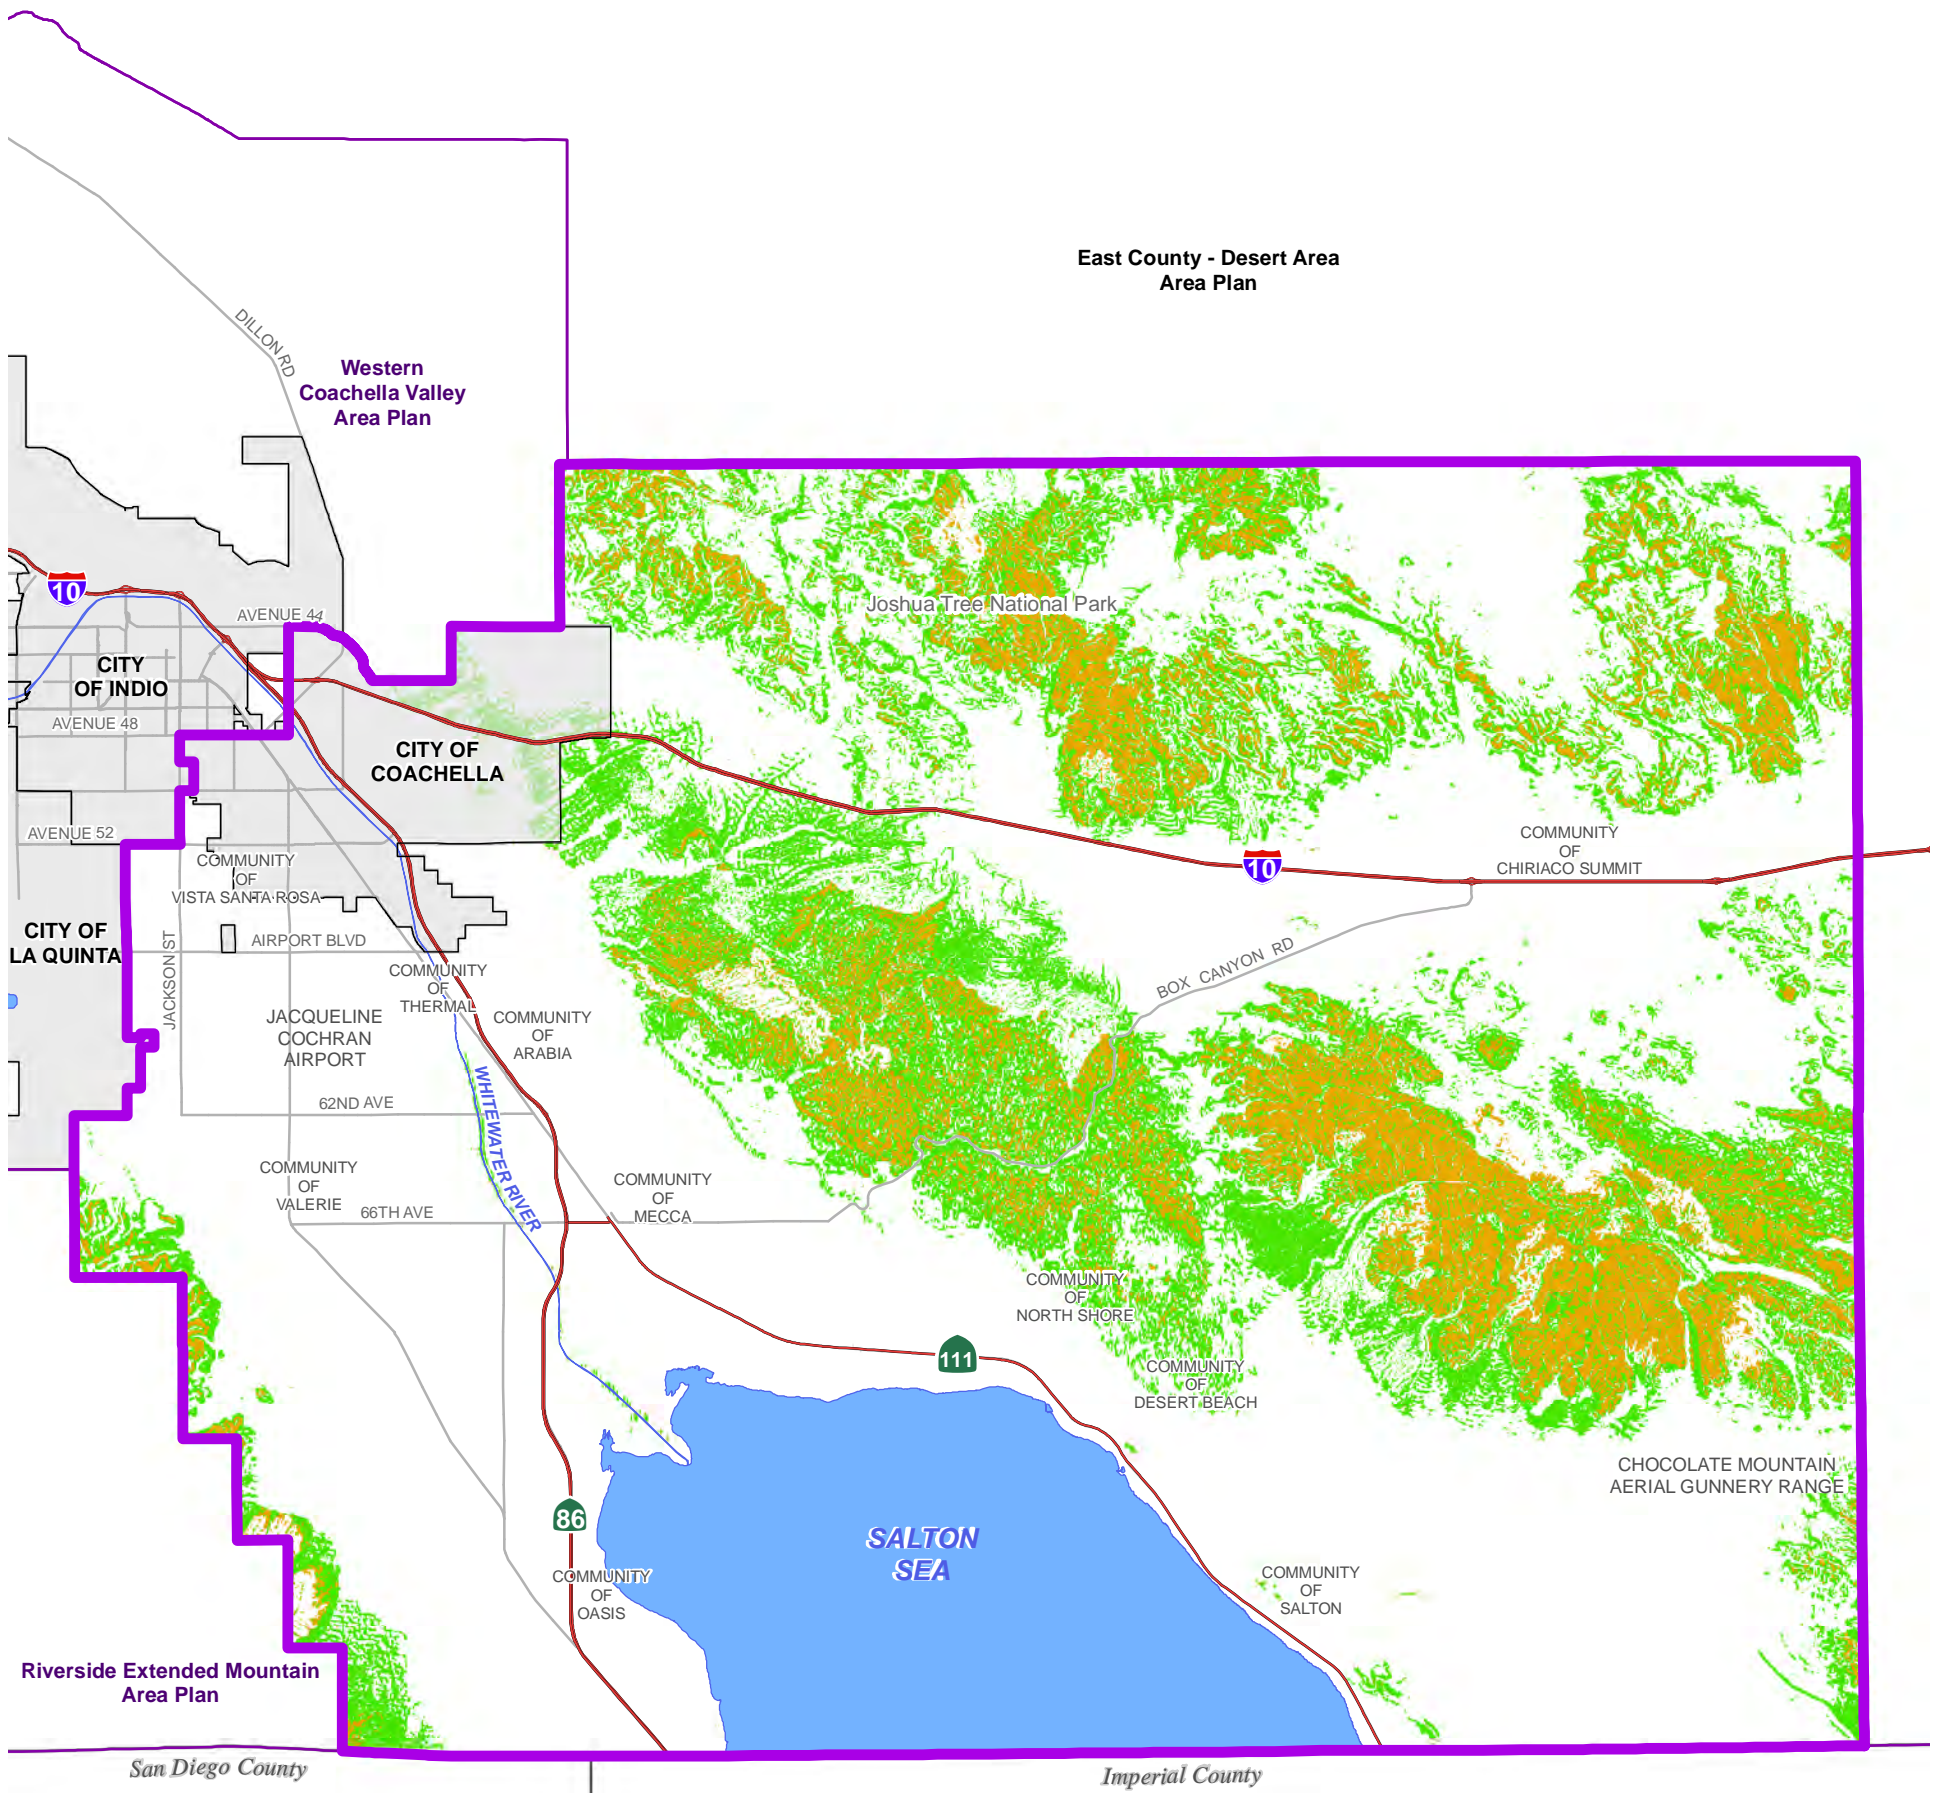 East County - Desert Area
Area Plan
DILLON RD
Western
Coachella Valley
Area Plan
10
Joshua Tree National Park
AVENUE 44
CITY
OF INDIO
AVENUE 48
CITY OF
COACHELLA
AVENUE 52
COMMUNITY
OF
VISTA SANTA ROSA
COMMUNITY
OF
CHIRIACO SUMMIT
10
CITY OF
LA QUINTA
JACKSON ST
AIRPORT BLVD
BOX CANYON RD
COMMUNITY
OF
THERMAL
JACQUELINE
COCHRAN
AIRPORT
COMMUNITY
OF
ARABIA
WHITEWATER RIVER
62ND AVE
COMMUNITY
OF
VALERIE
COMMUNITY
OF
MECCA
66TH AVE
COMMUNITY
OF
NORTH SHORE
111
COMMUNITY
OF
DESERT BEACH
CHOCOLATE MOUNTAIN
AERIAL GUNNERY RANGE
86
SALTON
SEA
COMMUNITY
OF
OASIS
COMMUNITY
OF
SALTON
Riverside Extended Mountain
Area Plan
San Diego County
Imperial County